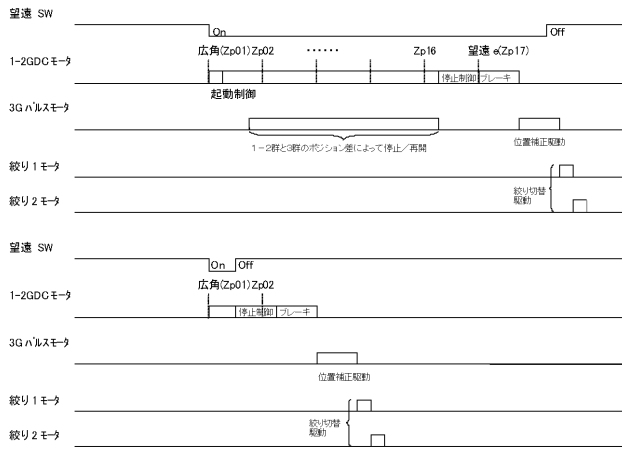 望遠 SW
On
Off
広角(Zp01) Zp02 ‥‥‥ Zp16 望遠 e(Zp17)
1-2GDCモータ
停止制御 ブレーキ
起動制御
3Gパルスモータ
1-2群と3群のポジション差によって停止/再開
位置補正駆動
絞り1モータ
絞り切替
駆動
絞り2モータ
望遠 SW
On Off
広角(Zp01) Zp02
1-2GDCモータ
停止制御 ブレーキ
3Gパルスモータ
位置補正駆動
絞り1モータ
絞り切替
駆動
絞り2モータ